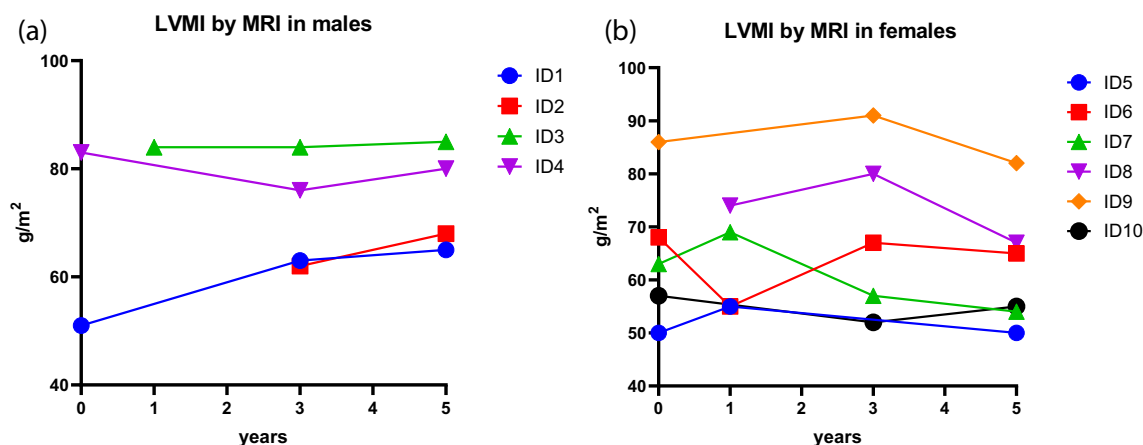 (a)
LVMI by MRI in males
100
80
60
40
g/m²
0 1 2 3 4 5
years
ID1
ID2
ID3
ID4
(b)
LVMI by MRI in females
100
90
80
70
60
50
40
g/m²
0 1 2 3 4 5
years
ID5
ID6
ID7
ID8
ID9
ID10